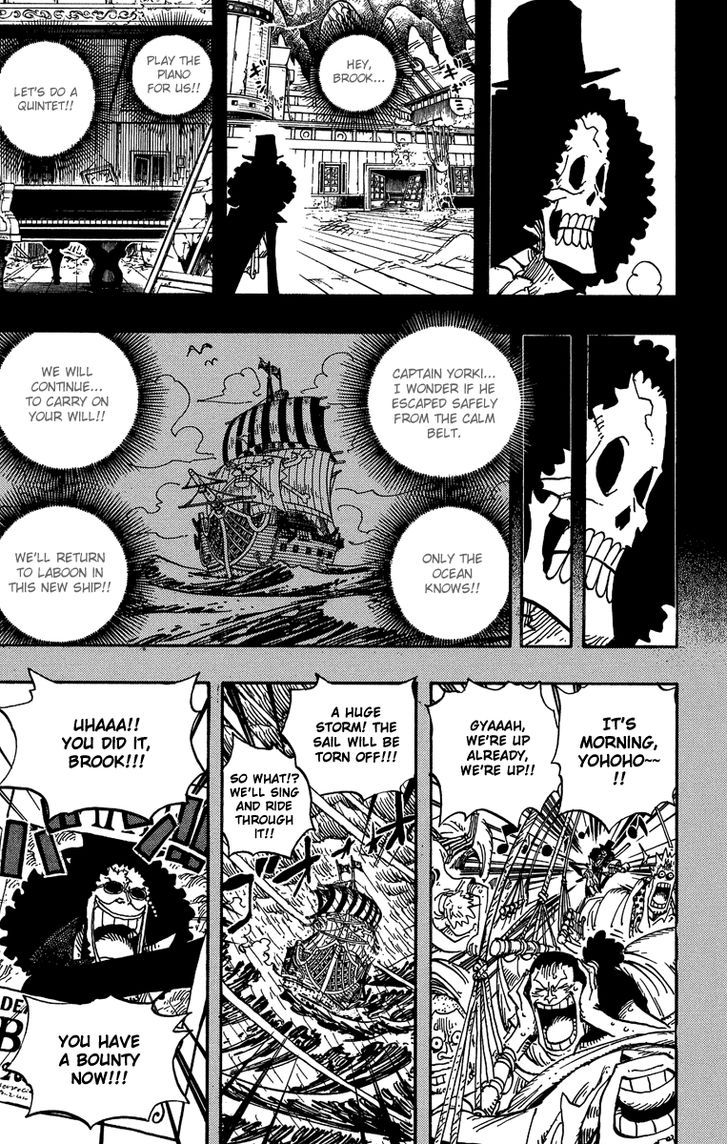 HEY,
BROOK...
PLAY THE
PIANO
FOR US!!
LET'S DO A
QUINTET!!
CAPTAIN YORKI...
I WONDER IF HE
ESCAPED SAFELY
FROM THE CALM
BELT.
ONLY THE
OCEAN
KNOWS!!
WE WILL
CONTINUE...
TO CARRY ON
YOUR WILL!!
WE'LL RETURN
TO LABOON IN
THIS NEW SHIP!!
IT'S
MORNING,
YOHOHO~~
!!
GYAAAH,
WE'RE UP
ALREADY,
WE'RE UP!!
A HUGE
STORM! THE
SAIL WILL BE
TORN OFF!!!
SO WHAT!?
WE'LL SING
AND RIDE
THROUGH
IT!!
UHAAA!!
YOU DID IT,
BROOK!!!
DEA
B
YOU HAVE
A BOUNTY
NOW!!!